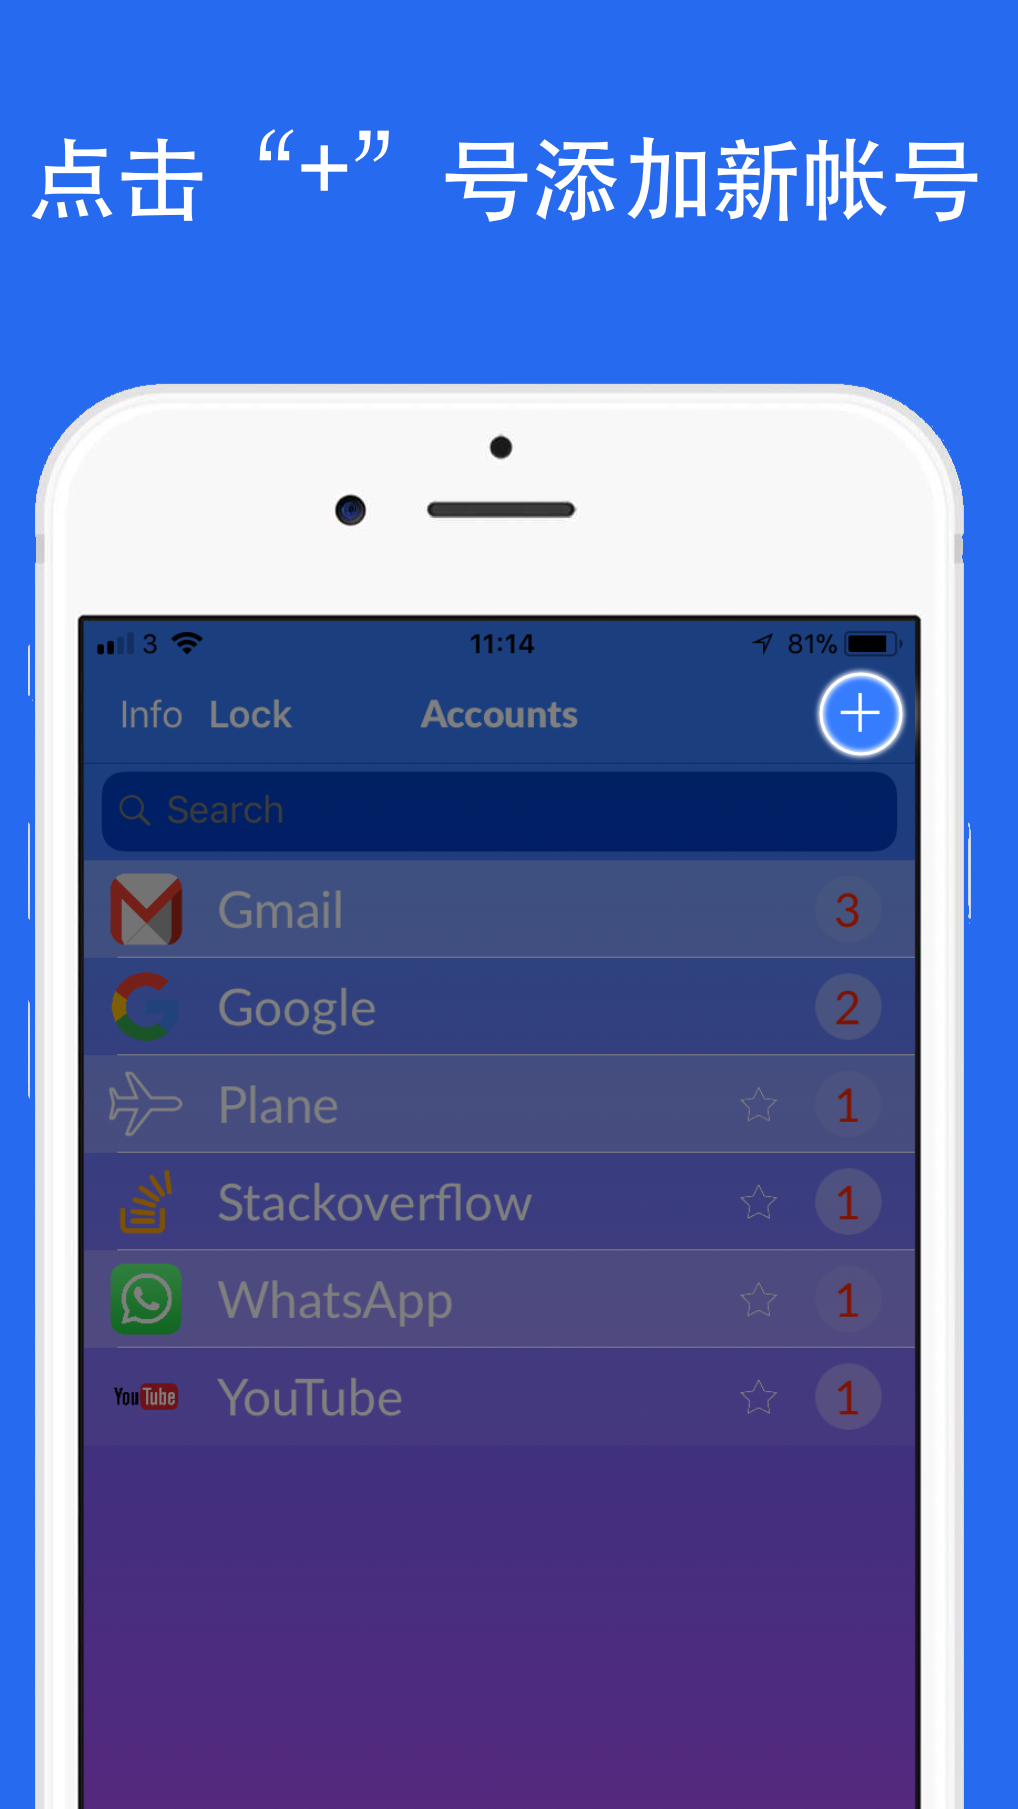 点击“+”号添加新帐号
3 11:14 81%
Info Lock Accounts +
Search
Gmail 3
Google 2
Plane 1
Stackoverflow 1
WhatsApp 1
YouTube YouTube 1